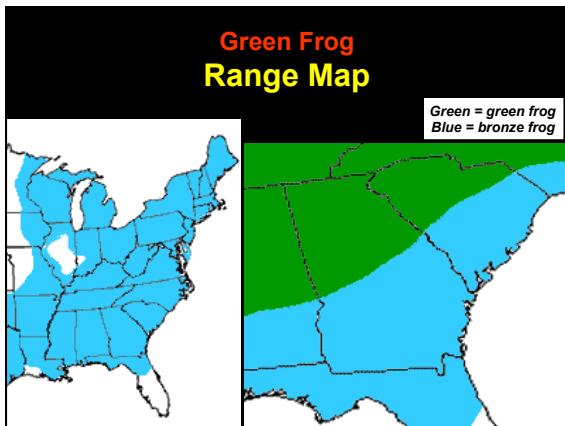 Green Frog
Range Map
Green = green frog
Blue = bronze frog